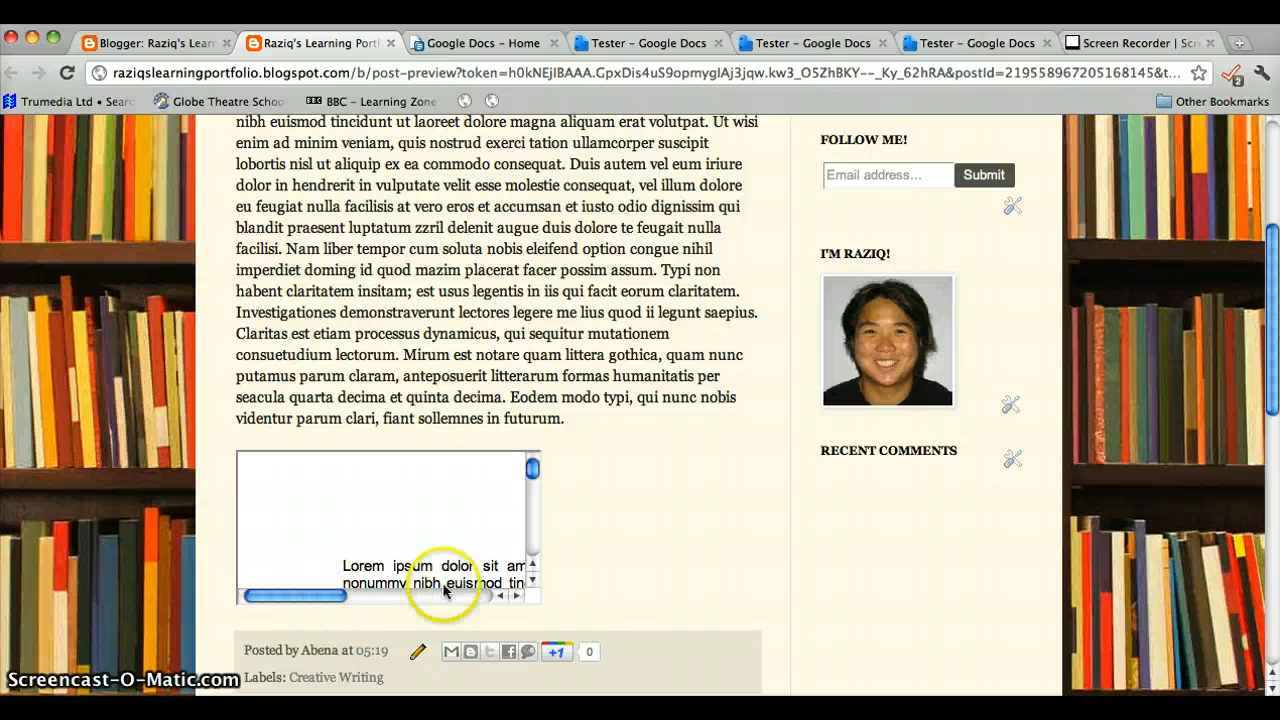 Blogger: Raziq's Learn
Raziq's Learning Portf
Google Docs - Home
Tester - Google Docs
Tester - Google Docs
Tester - Google Docs
Screen Recorder | Scr
raziqslearningportfolio.blogspot.com/b/post-preview?token=h0kNEjIBAAA.GpxDis4uS9opmygIAj3jqw.kw3_O5ZhBKY--_Ky_62hRA&postId=219558967205168145&t...
2
Trumedia Ltd • Sear
Globe Theatre Schoo
BBC - Learning Zone
Other Bookmarks
nibh euismod tincidunt ut laoreet dolore magna aliquam erat volutpat. Ut wisi
enim ad minim veniam, quis nostrud exerci tation ullamcorper suscipit
lobortis nisl ut aliquip ex ea commodo consequat. Duis autem vel eum iriure
dolor in hendrerit in vulputate velit esse molestie consequat, vel illum dolore
eu feugiat nulla facilisis at vero eros et accumsan et iusto odio dignissim qui
blandit praesent luptatum zzril delenit augue duis dolore te feugait nulla
facilisi. Nam liber tempor cum soluta nobis eleifend option congue nihil
imperdiet doming id quod mazim placerat facer possim assum. Typi non
habent claritatem insitam; est usus legentis in iis qui facit eorum claritatem.
Investigationes demonstraverunt lectores legere me lius quod ii legunt saepius.
Claritas est etiam processus dynamicus, qui sequitur mutationem
consuetudium lectorum. Mirum est notare quam littera gothica, quam nunc
putamus parum claram, anteposuerit litterarum formas humanitatis per
seacula quarta decima et quinta decima. Eodem modo typi, qui nunc nobis
videntur parum clari, fiant sollemnes in futurum.
Lorem ipsum dolor sit am
nonummy nibh euismod tin
Posted by Abena at 05:19
+1
0
Labels: Creative Writing
FOLLOW ME!
Email address...
Submit
I'M RAZIQ!
RECENT COMMENTS
Screencast-O-Matic.com